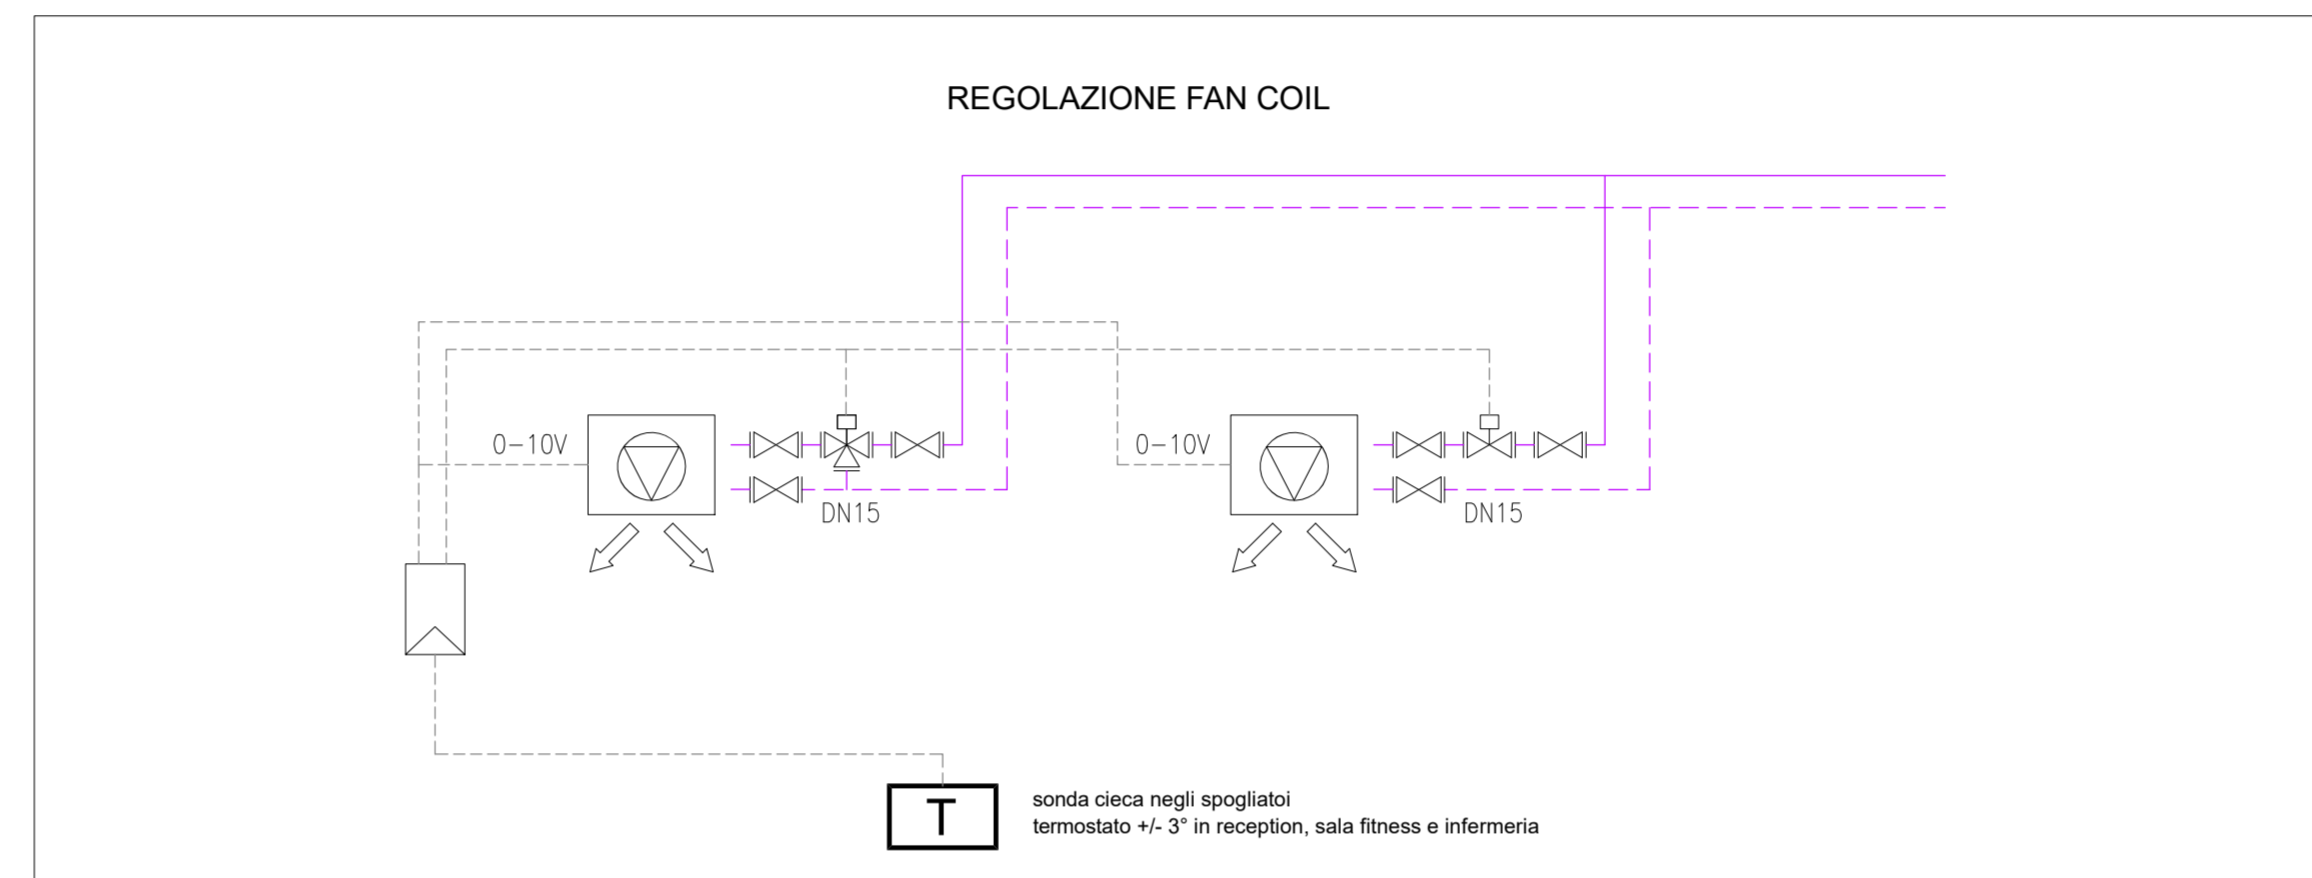 REGOLAZIONE FAN COIL
0-10V
0-10V
DN15
DN15
T
sonda cieca negli spogliatoi
termostato +/- 3° in reception, sala fitness e infermeria